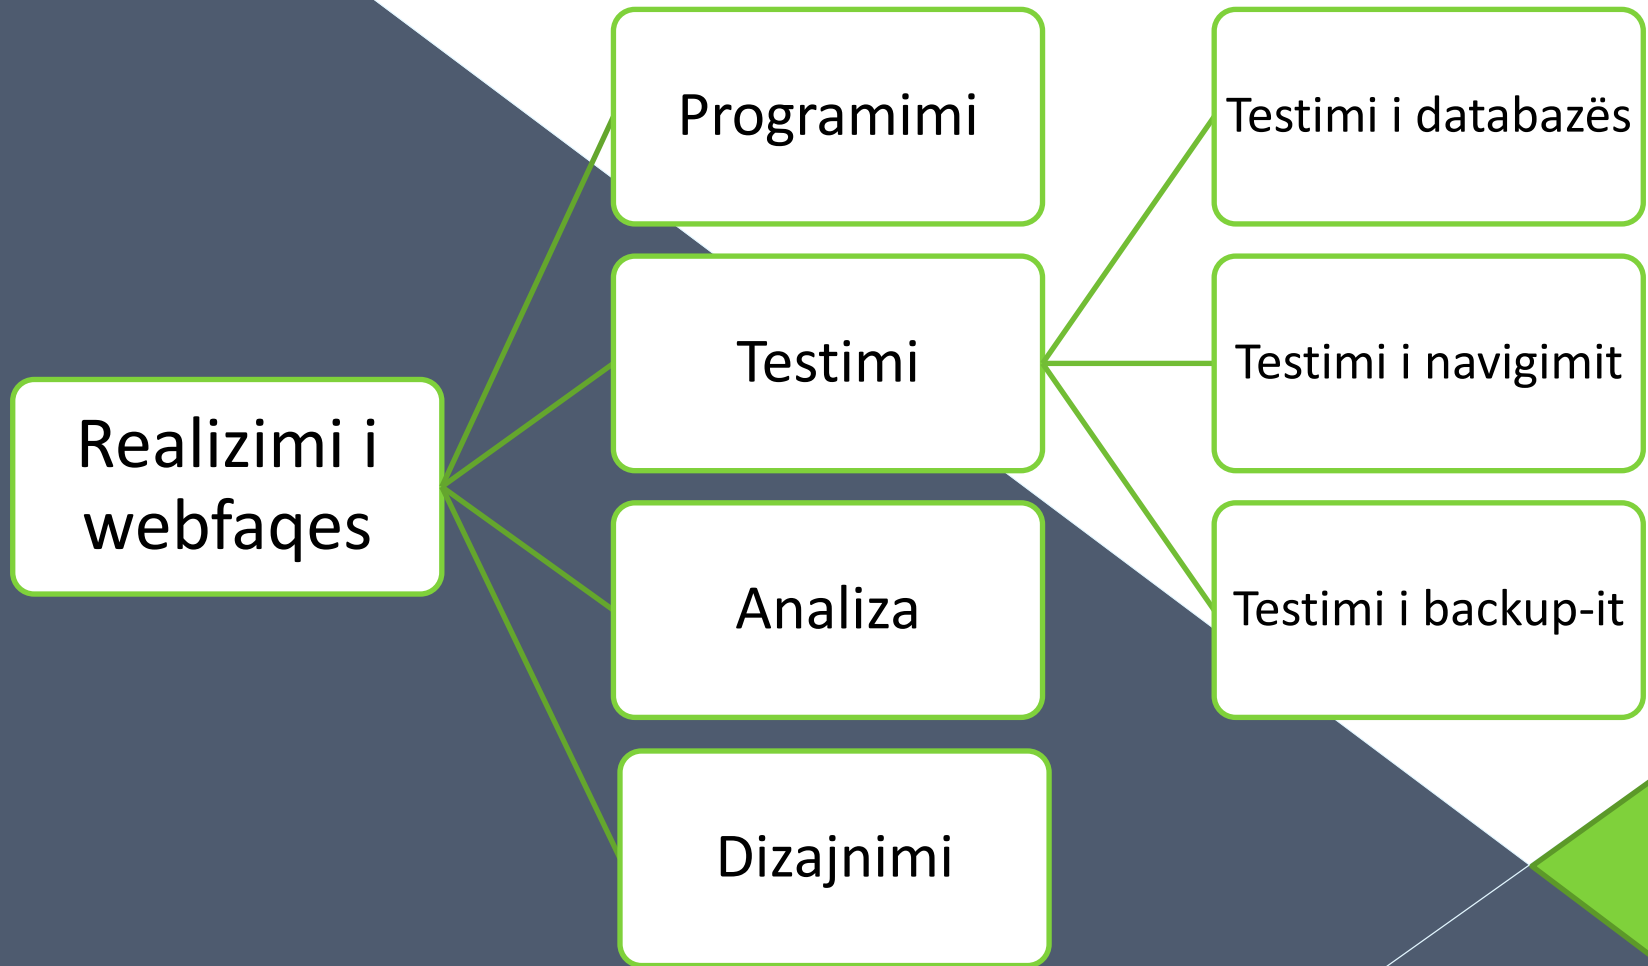 Realizimi i
webfaqes
Programimi
Testimi
Analiza
Dizajnimi
Testimi i databazës
Testimi i navigimit
Testimi i backup-it